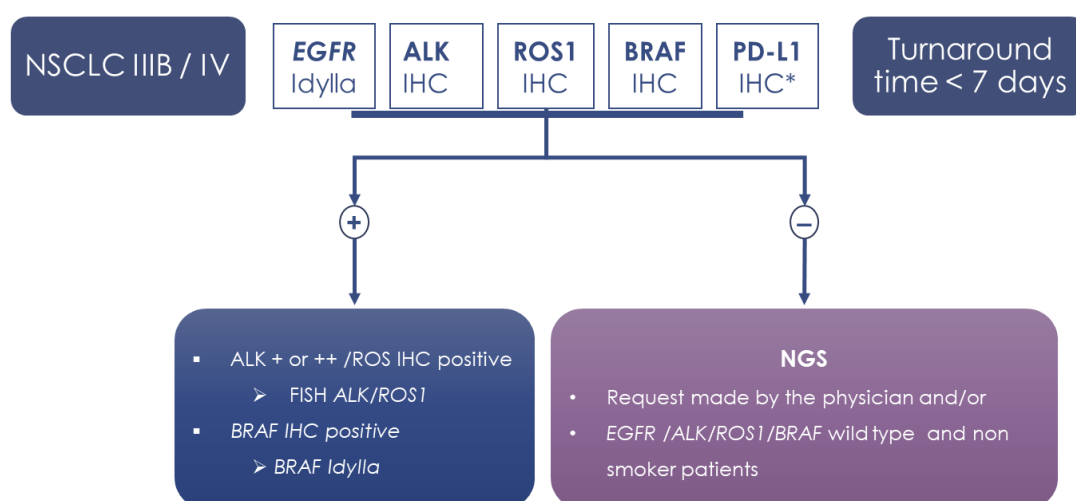 NSCLC IIIB / IV
EGFR
Idylla
ALK
IHC
ROS1
IHC
BRAF
IHC
PD-L1
IHC*
Turnaround
time < 7 days
+
–
▪ ALK + or ++ /ROS IHC positive
➢ FISH ALK/ROS1
▪ BRAF IHC positive
➢ BRAF Idylla
NGS
• Request made by the physician and/or
• EGFR /ALK/ROS1/BRAF wild type and non
smoker patients